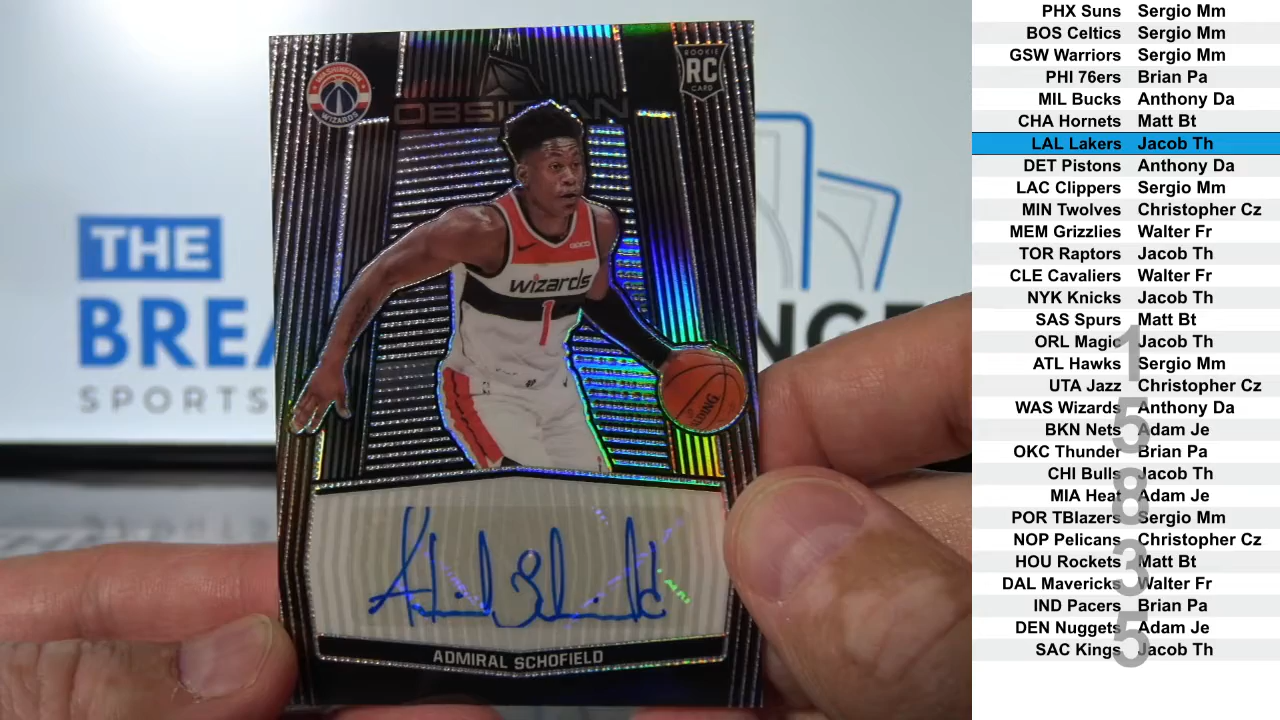 WASHINGTON
WIZARDS
OBSIDIAN
ROOKIE
RC
CARD
THE
BREA
NCE
SPORTS
GEICO
wizards
1
ADMIRAL SCHOFIELD
PHX Suns Sergio Mm
BOS Celtics Sergio Mm
GSW Warriors Sergio Mm
PHI 76ers Brian Pa
MIL Bucks Anthony Da
CHA Hornets Matt Bt
LAL Lakers Jacob Th
DET Pistons Anthony Da
LAC Clippers Sergio Mm
MIN Twolves Christopher Cz
MEM Grizzlies Walter Fr
TOR Raptors Jacob Th
CLE Cavaliers Walter Fr
NYK Knicks Jacob Th
SAS Spurs Matt Bt
ORL Magic Jacob Th
ATL Hawks Sergio Mm
UTA Jazz Christopher Cz
WAS Wizards Anthony Da
BKN Nets Adam Je
OKC Thunder Brian Pa
CHI Bulls Jacob Th
MIA Heat Adam Je
POR TBlazers Sergio Mm
NOP Pelicans Christopher Cz
HOU Rockets Matt Bt
DAL Mavericks Walter Fr
IND Pacers Brian Pa
DEN Nuggets Adam Je
SAC Kings Jacob Th
1
5
8
3
5